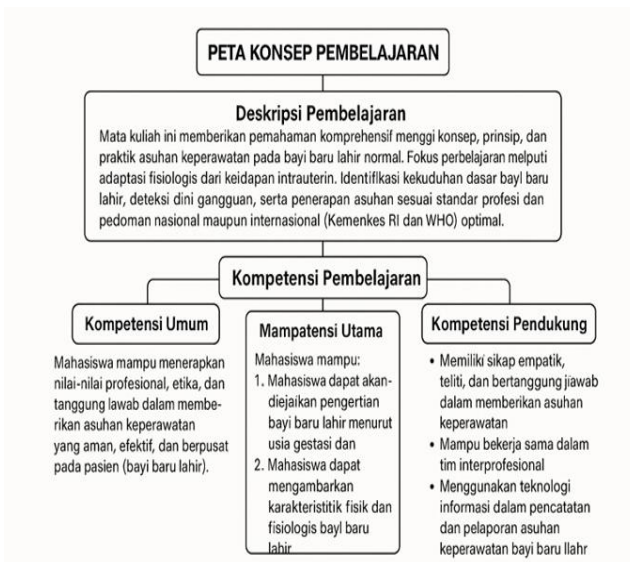 PETA KONSEP PEMBELAJARAN
Deskripsi Pembelajaran
Mata kuliah ini memberikan pemahaman komprehensif menggi konsep, prinsip, dan
praktik asuhan keperawatan pada bayi baru lahir normal. Fokus perbelajaran melputi
adaptasi fisiologis dari keidapan intrauterin. Identiflkasi kekuduhan dasar bayl baru
lahir, deteksi dini gangguan, serta penerapan asuhan sesuai standar profesi dan
pedoman nasional maupun internasional (Kemenkes RI dan WHO) optimal.
Kompetensi Pembelajaran
Kompetensi Umum
Mahasiswa mampu menerapkan
nilai-nilai profesional, etika, dan
tanggung lawab dalam membe-
rikan asuhan keperawatan
yang aman, efektif, dan berpusat
pada pasien (bayi baru lahir).
Mampatensi Utama
Mahasiswa mampu:
1. Mahasiswa dapat akan-
diejaikan pengertian
bayi baru lahir menurut
usia gestasi dan
2. Mahasiswa dapat
mengambarkan
karakteristitik fisik dan
fisiologis bayl baru
lahir
Kompetensi Pendukung
• Memiliki sikap empatik,
teliti, dan bertanggung jiawab
dalam memberikan asuhan
keperawatan
• Mampu bekerja sama dalam
tim interprofesional
• Menggunakan teknologi
informasi dalam pencatatan
dan pelaporan asuhan
keperawatan bayi baru llahr